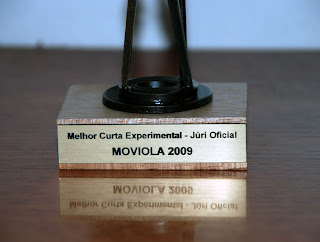 Melhor Curta Experimental - Júri Oficial
MOVIOLA 2009